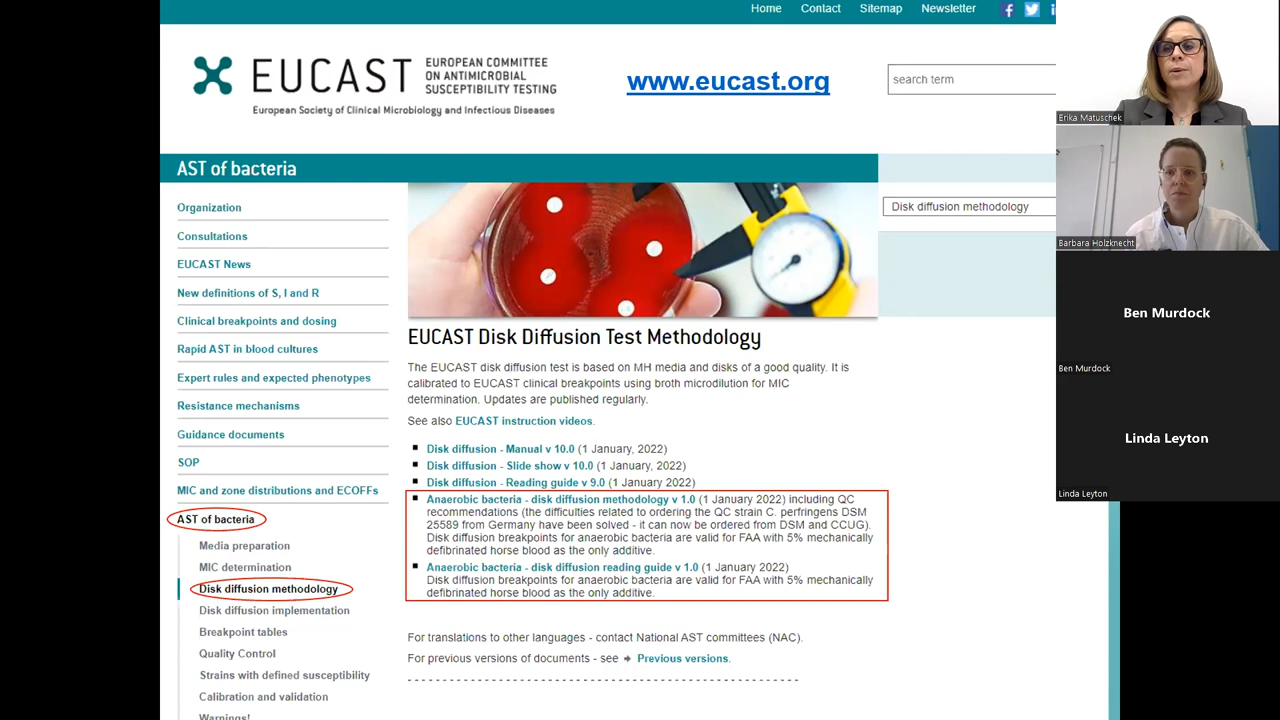 Home Contact Sitemap Newsletter
EUCAST
EUROPEAN COMMITTEE
ON ANTIMICROBIAL
SUSCEPTIBILITY TESTING
European Society of Clinical Microbiology and Infectious Diseases
www.eucast.org
search term
Erika Matuschek
AST of bacteria
Organization
Consultations
EUCAST News
New definitions of S, I and R
Clinical breakpoints and dosing
Rapid AST in blood cultures
Expert rules and expected phenotypes
Resistance mechanisms
Guidance documents
SOP
MIC and zone distributions and ECOFFs
AST of bacteria
Media preparation
MIC determination
Disk diffusion methodology
Disk diffusion implementation
Breakpoint tables
Quality Control
Strains with defined susceptibility
Calibration and validation
Warnings!
Disk diffusion methodology
EUCAST Disk Diffusion Test Methodology
The EUCAST disk diffusion test is based on MH media and disks of a good quality. It is
calibrated to EUCAST clinical breakpoints using broth microdilution for MIC
determination. Updates are published regularly.
See also EUCAST instruction videos.
Disk diffusion - Manual v 10.0 (1 January, 2022)
Disk diffusion - Slide show v 10.0 (1 January, 2022)
Disk diffusion - Reading guide v 9.0 (1 January, 2022)
Anaerobic bacteria - disk diffusion methodology v 1.0 (1 January 2022) including QC
recommendations (the difficulties related to ordering the QC strain C. perfringens DSM
25589 from Germany have been solved - it can now be ordered from DSM and CCUG).
Disk diffusion breakpoints for anaerobic bacteria are valid for FAA with 5% mechanically
defibrinated horse blood as the only additive.
Anaerobic bacteria - disk diffusion reading guide v 1.0 (1 January 2022)
Disk diffusion breakpoints for anaerobic bacteria are valid for FAA with 5% mechanically
defibrinated horse blood as the only additive.
For translations to other languages - contact National AST committees (NAC).
For previous versions of documents - see Previous versions.
Barbara Holzknecht
Ben Murdock
Ben Murdock
Linda Leyton
Linda Leyton